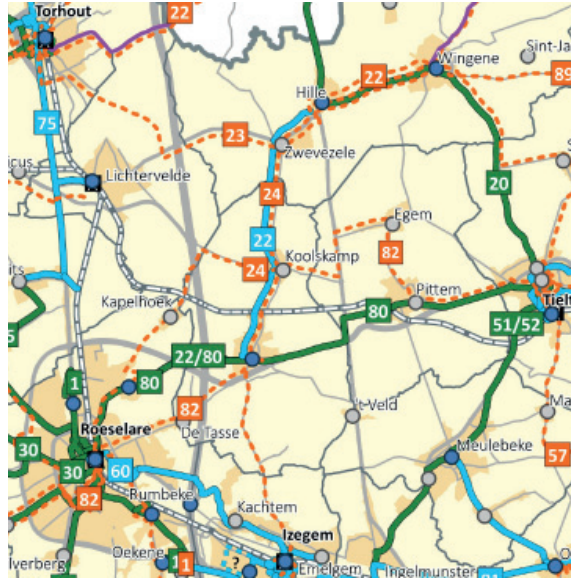 Torhout
22
22
Wingene
Sint-Ja
89
Hille
75
23
Zwevezele
icus
Lichtervelde
24
20
S
22
Egem
82
its
24
Koolskamp
Kapelhoek
Pittem
80
Tielt
51/52
5
22/80
80
1
82
't Veld
Ma
Roeselare
De Tasse
30
30
60
Meulebeke
57
82
Rumbeke
Kachtem
Izegem
Oekene
1
?
Emelgem
Ingelmunster
O
ilverberg